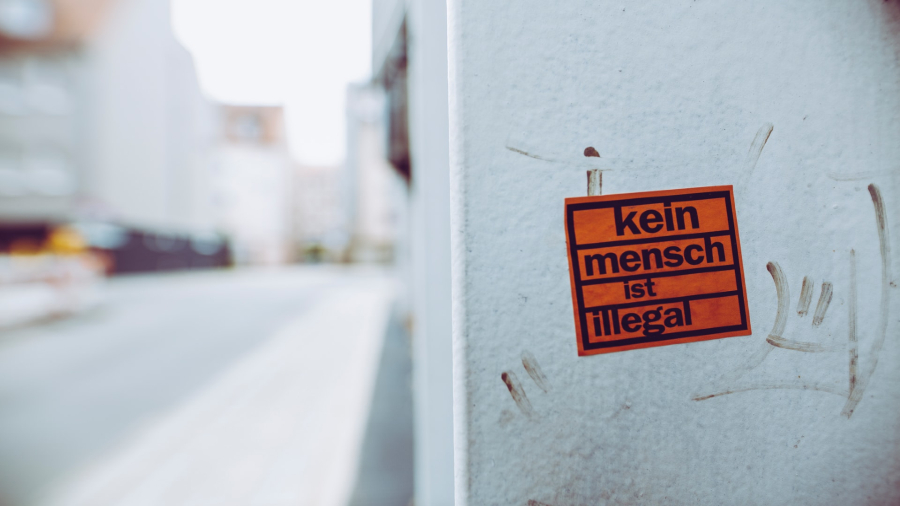 kein
mensch
ist
illegal